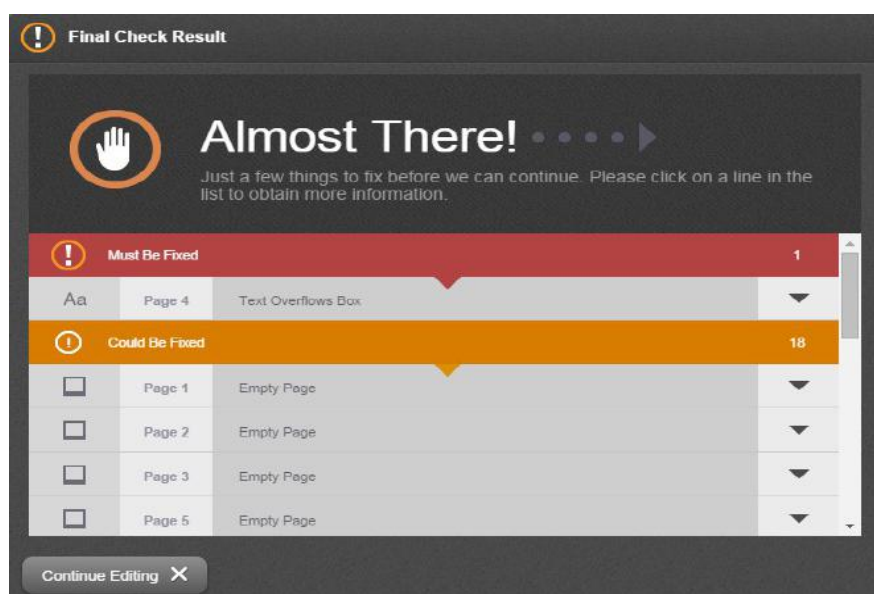 Final Check Result
Almost There!
Just a few things to fix before we can continue. Please click on a line in the
list to obtain more information.
Must Be Fixed 1
Aa Page 4 Text Overflows Box
Could Be Fixed 18
Page 1 Empty Page
Page 2 Empty Page
Page 3 Empty Page
Page 5 Empty Page
Continue Editing